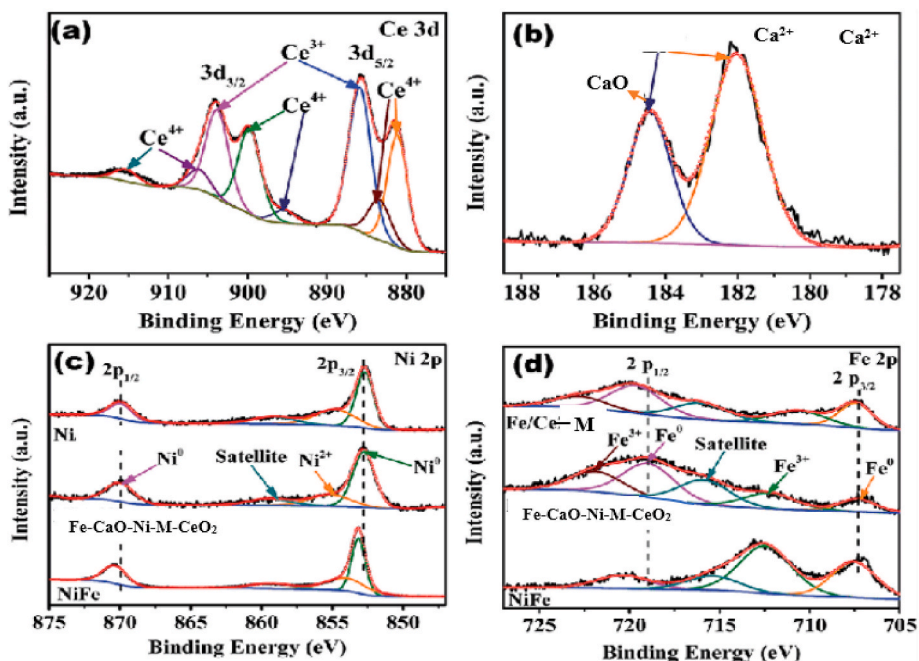 (a)
Ce 3d
Ce³⁺
3d₃/₂
3d₅/₂
Ce⁴⁺
Ce⁴⁺
Ce⁴⁺
Intensity (a.u.)
920 910 900 890 880
Binding Energy (eV)
(b)
Ca²⁺ Ca²⁺
CaO
Intensity (a.u.)
188 186 184 182 180 178
Binding Energy (eV)
(c)
Ni 2p
2p₁/₂
2p₃/₂
Ni
Ni⁰
Satellite
Ni²⁺
Ni⁰
Fe-CaO-Ni-M-CeO₂
NiFe
Intensity (a.u.)
875 870 865 860 855 850
Binding Energy (eV)
(d)
Fe 2p
2 p₁/₂
2 p₃/₂
Fe/Ce - M
Fe³⁺
Fe⁰
Satellite
Fe³⁺
Fe⁰
Fe-CaO-Ni-M-CeO₂
NiFe
Intensity (a.u.)
725 720 715 710 705
Binding Energy (eV)